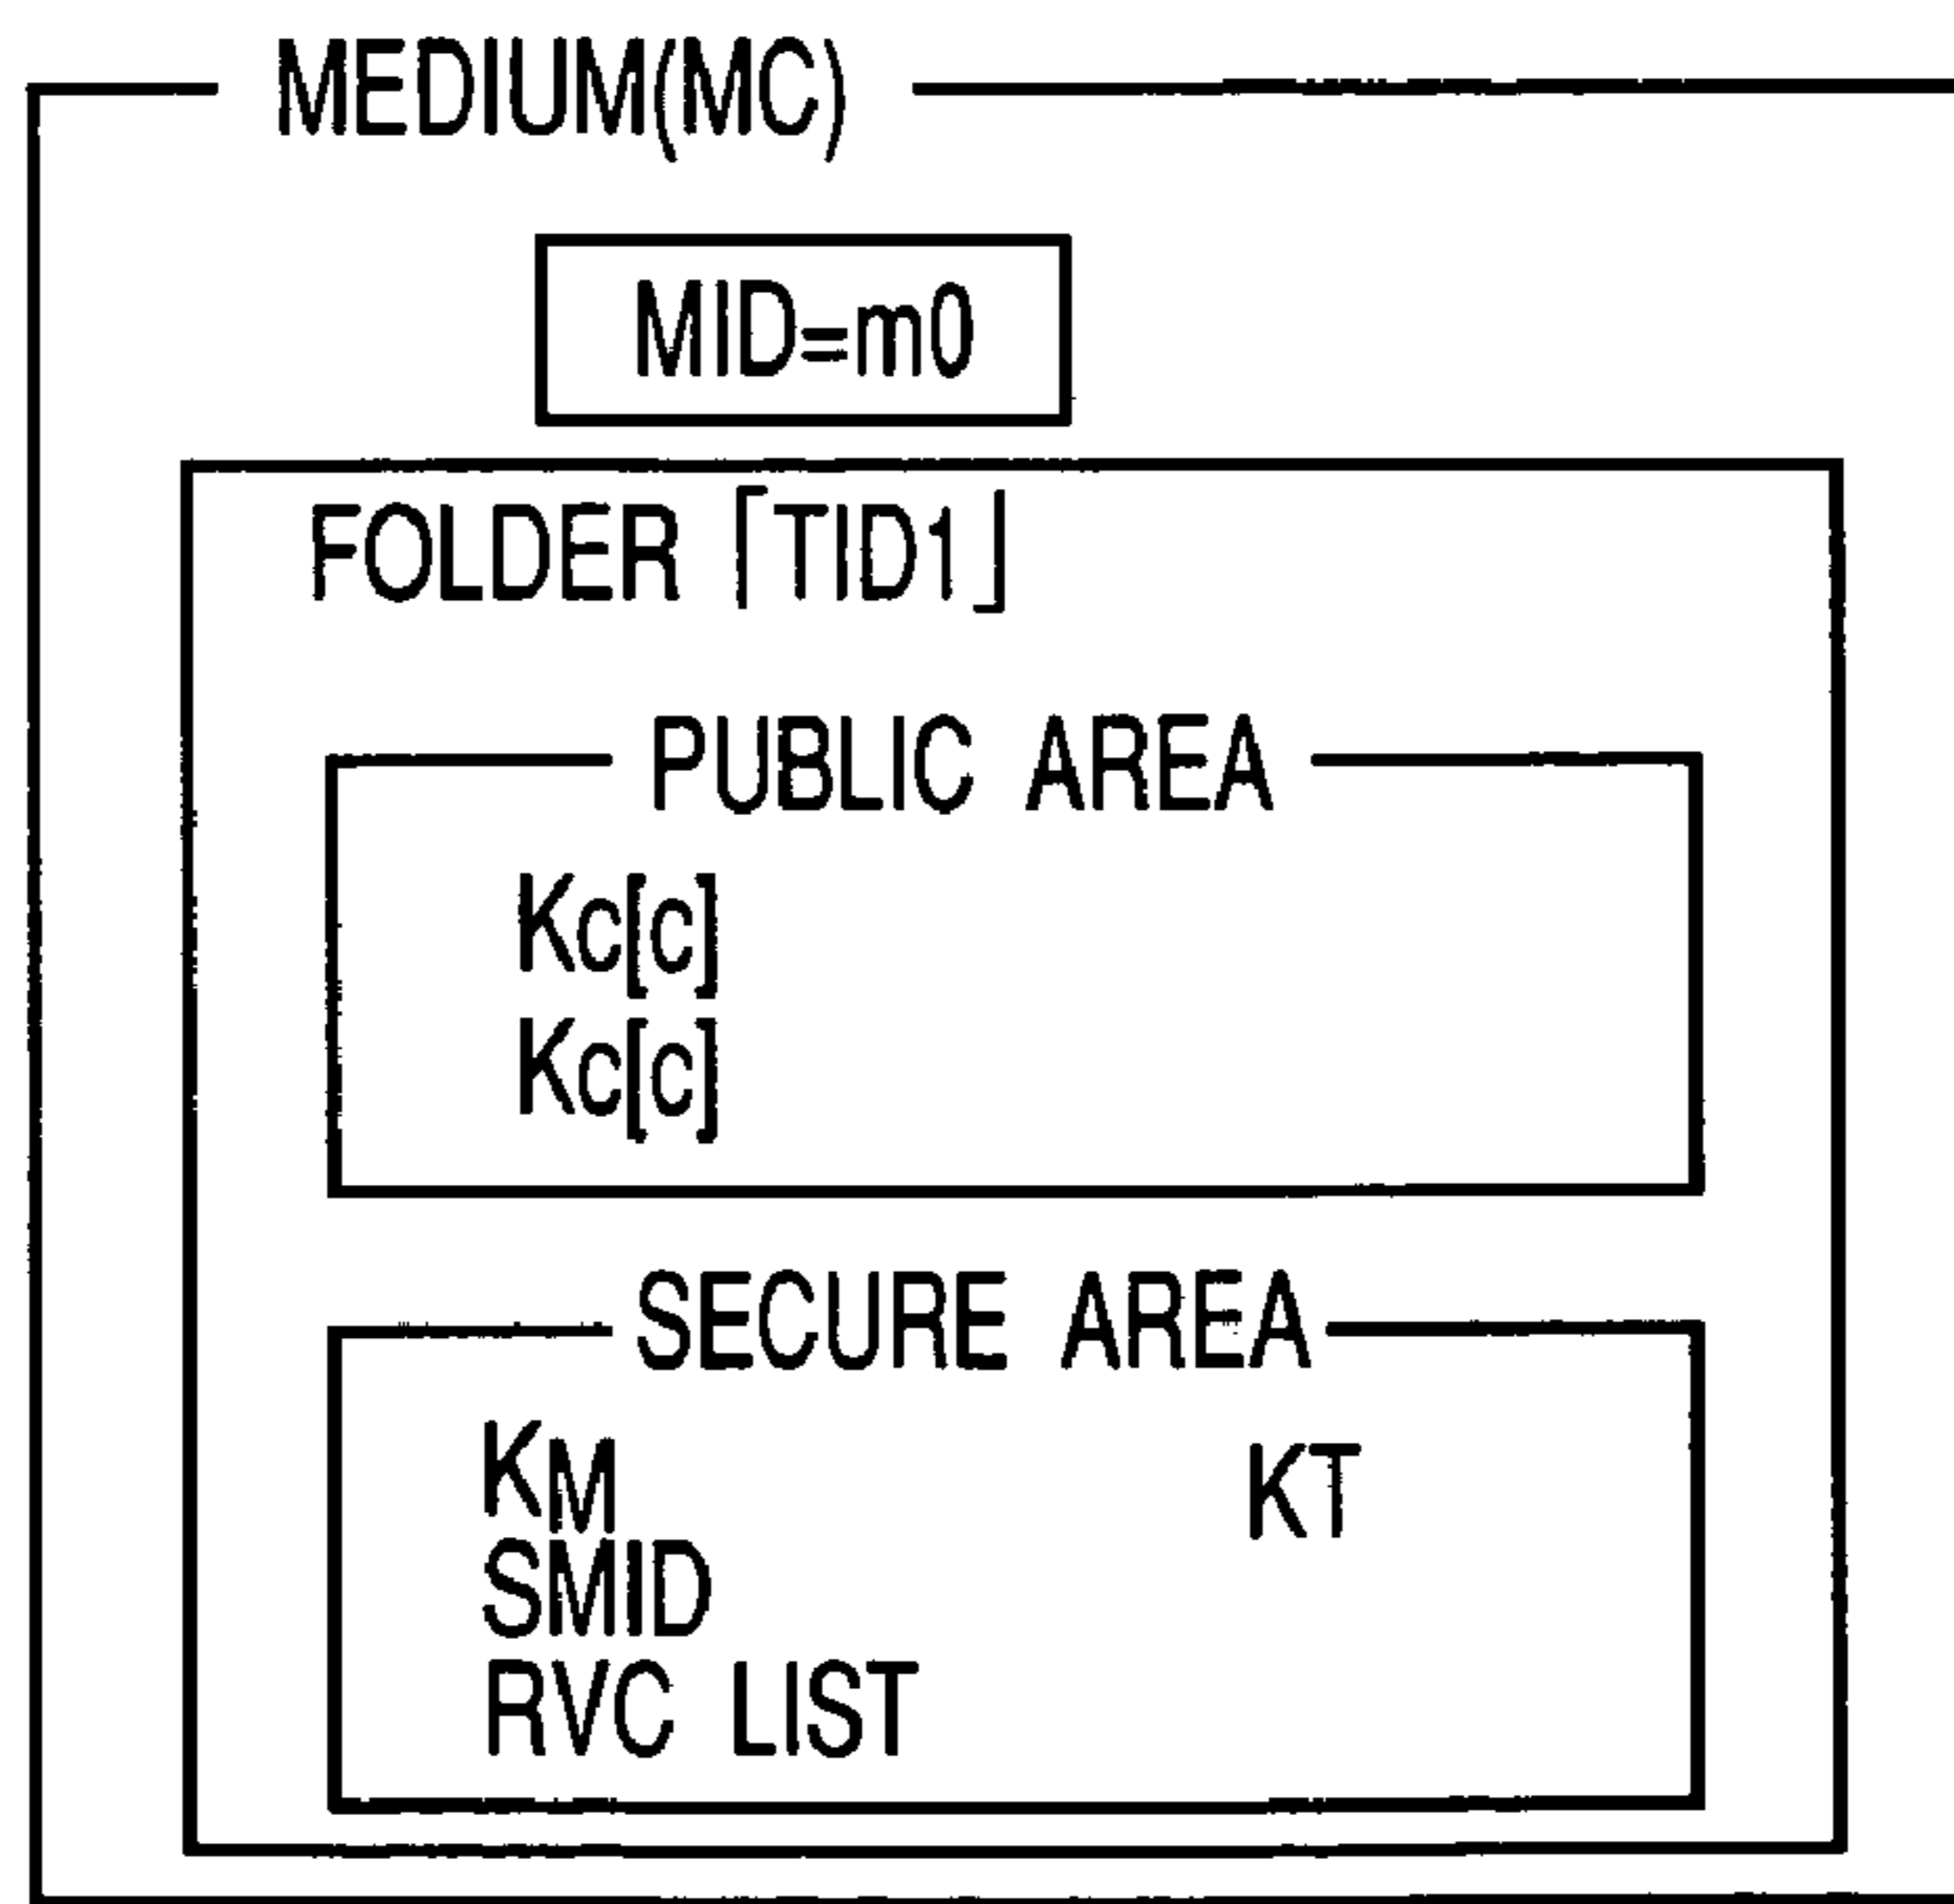 MEDIUM(MC)
MID=m0
FOLDER ｢TID1｣
PUBLIC AREA
Kc[c]
Kc[c]
SECURE AREA
KM KT
SMID
RVC LIST